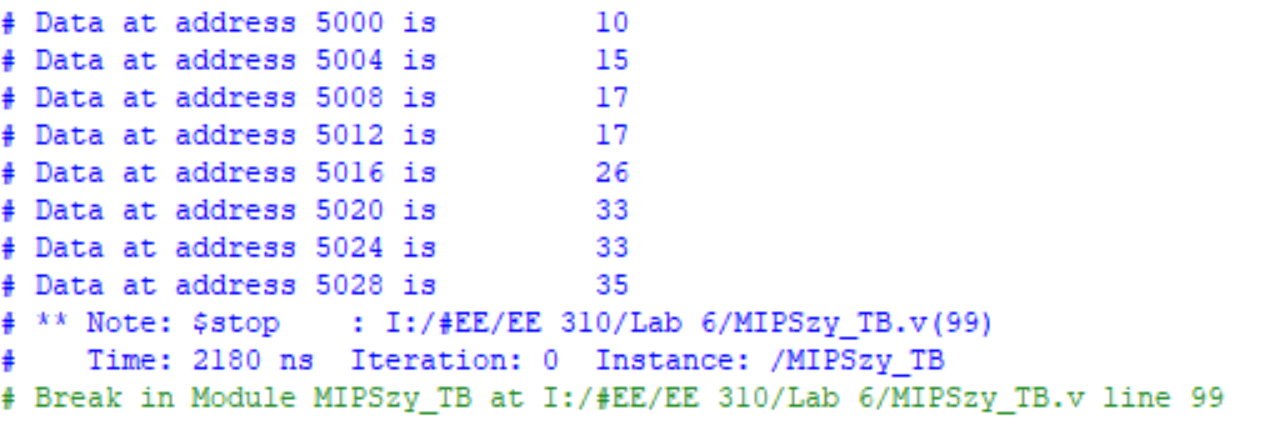 # Data at address 5000 is          10
# Data at address 5004 is          15
# Data at address 5008 is          17
# Data at address 5012 is          17
# Data at address 5016 is          26
# Data at address 5020 is          33
# Data at address 5024 is          33
# Data at address 5028 is          35
# ** Note: $stop    : I:/#EE/EE 310/Lab 6/MIPSzy_TB.v(99)
#    Time: 2180 ns  Iteration: 0  Instance: /MIPSzy_TB
# Break in Module MIPSzy_TB at I:/#EE/EE 310/Lab 6/MIPSzy_TB.v line 99